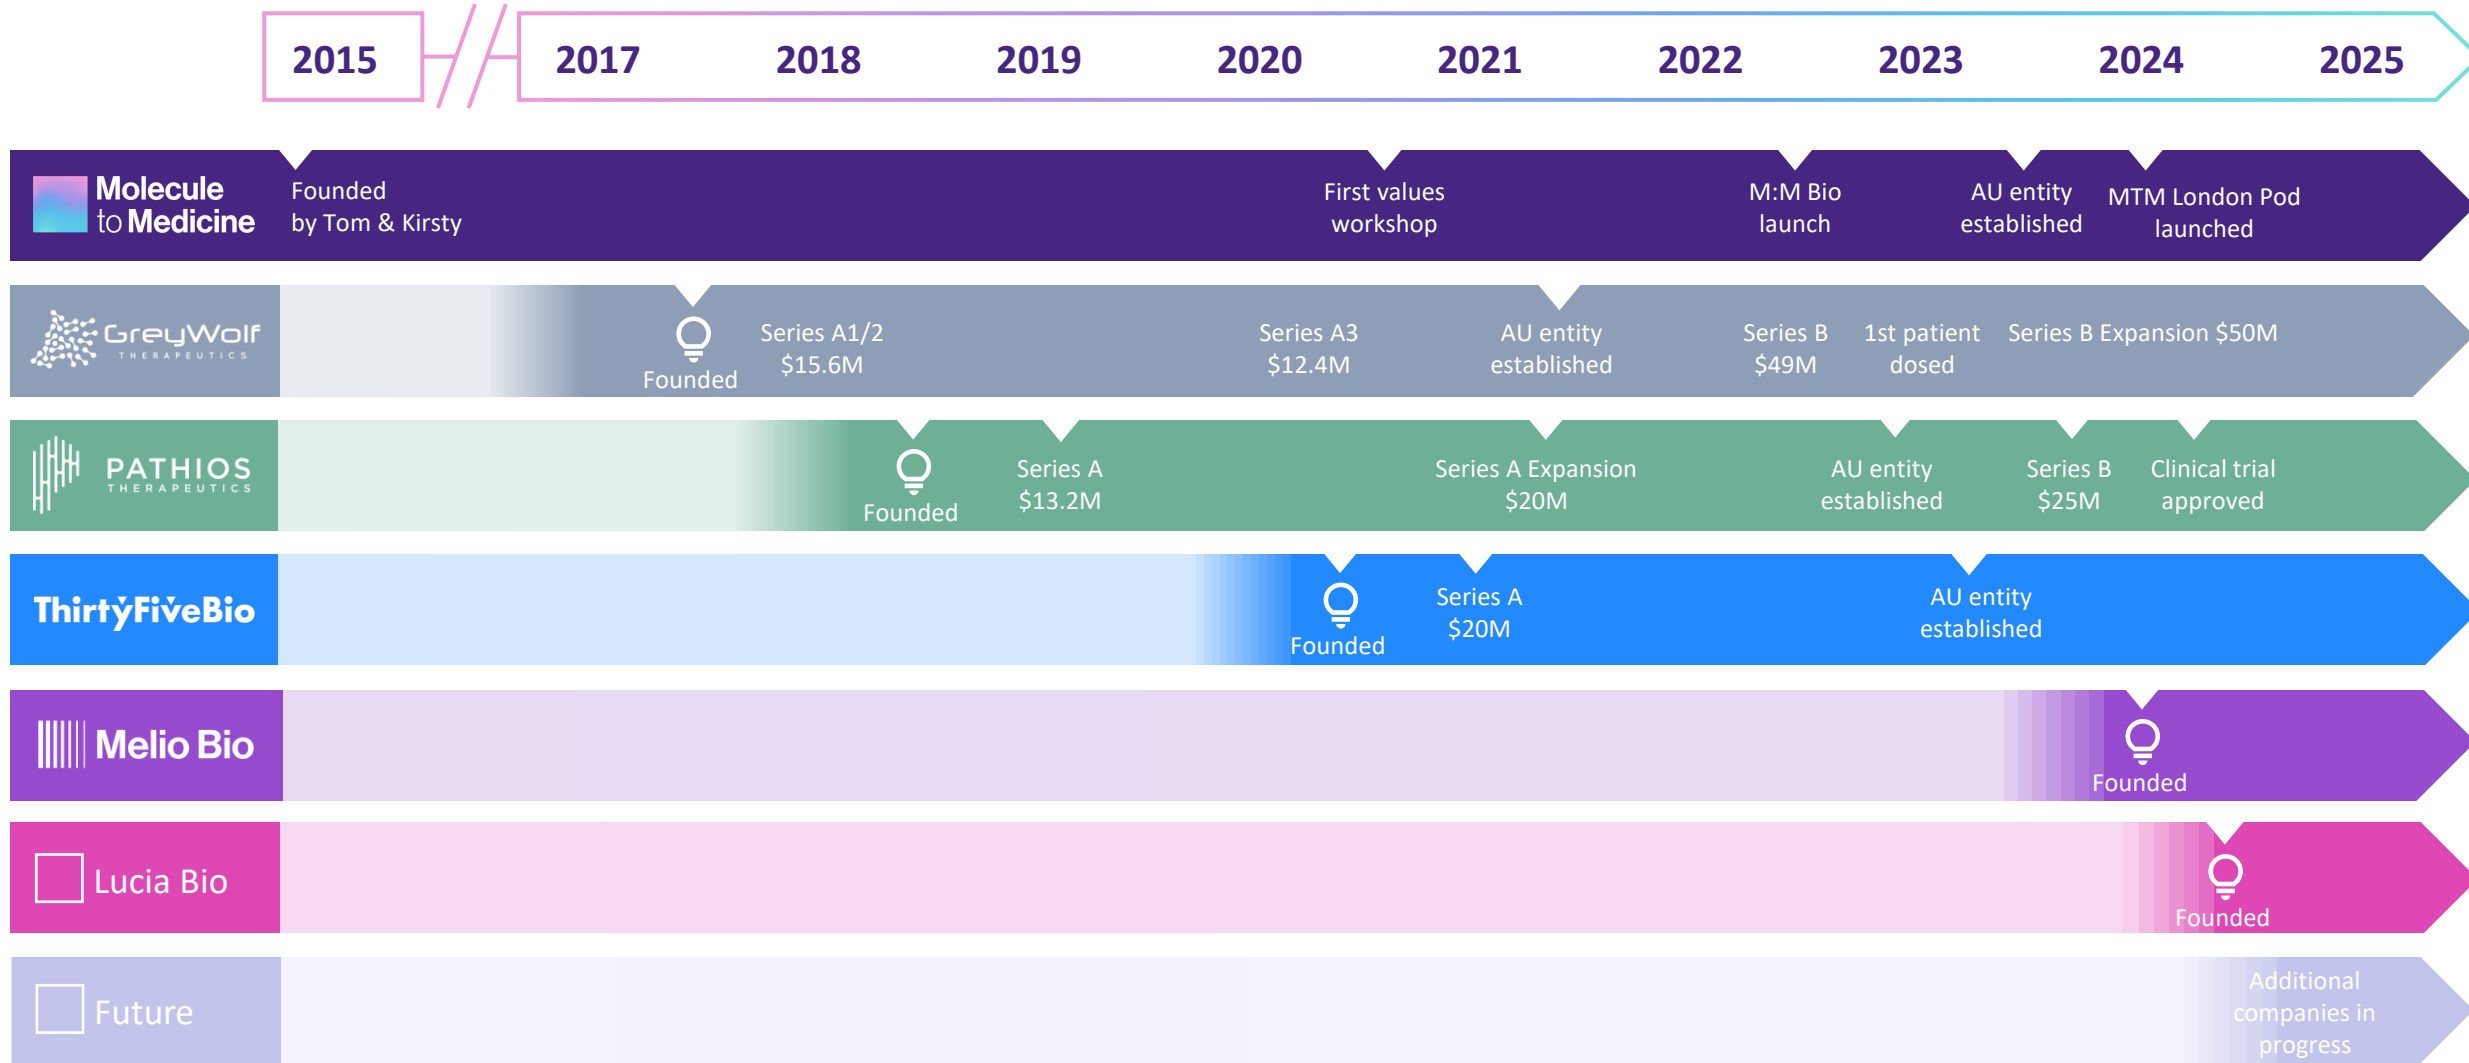 2015 2017 2018 2019 2020 2021 2022 2023 2024 2025
Molecule
to Medicine
Founded
by Tom & Kirsty
First values
workshop
M:M Bio
launch
AU entity
established
MTM London Pod
launched
GreyWolf
THERAPEUTICS
Founded
Series A1/2
$15.6M
Series A3
$12.4M
AU entity
established
Series B
$49M
1st patient
dosed
Series B Expansion $50M
PATHIOS
THERAPEUTICS
Founded
Series A
$13.2M
Series A Expansion
$20M
AU entity
established
Series B
$25M
Clinical trial
approved
ThirtyFiveBio
Founded
Series A
$20M
AU entity
established
Melio Bio
Founded
Lucia Bio
Founded
Future
Additional
companies in
progress